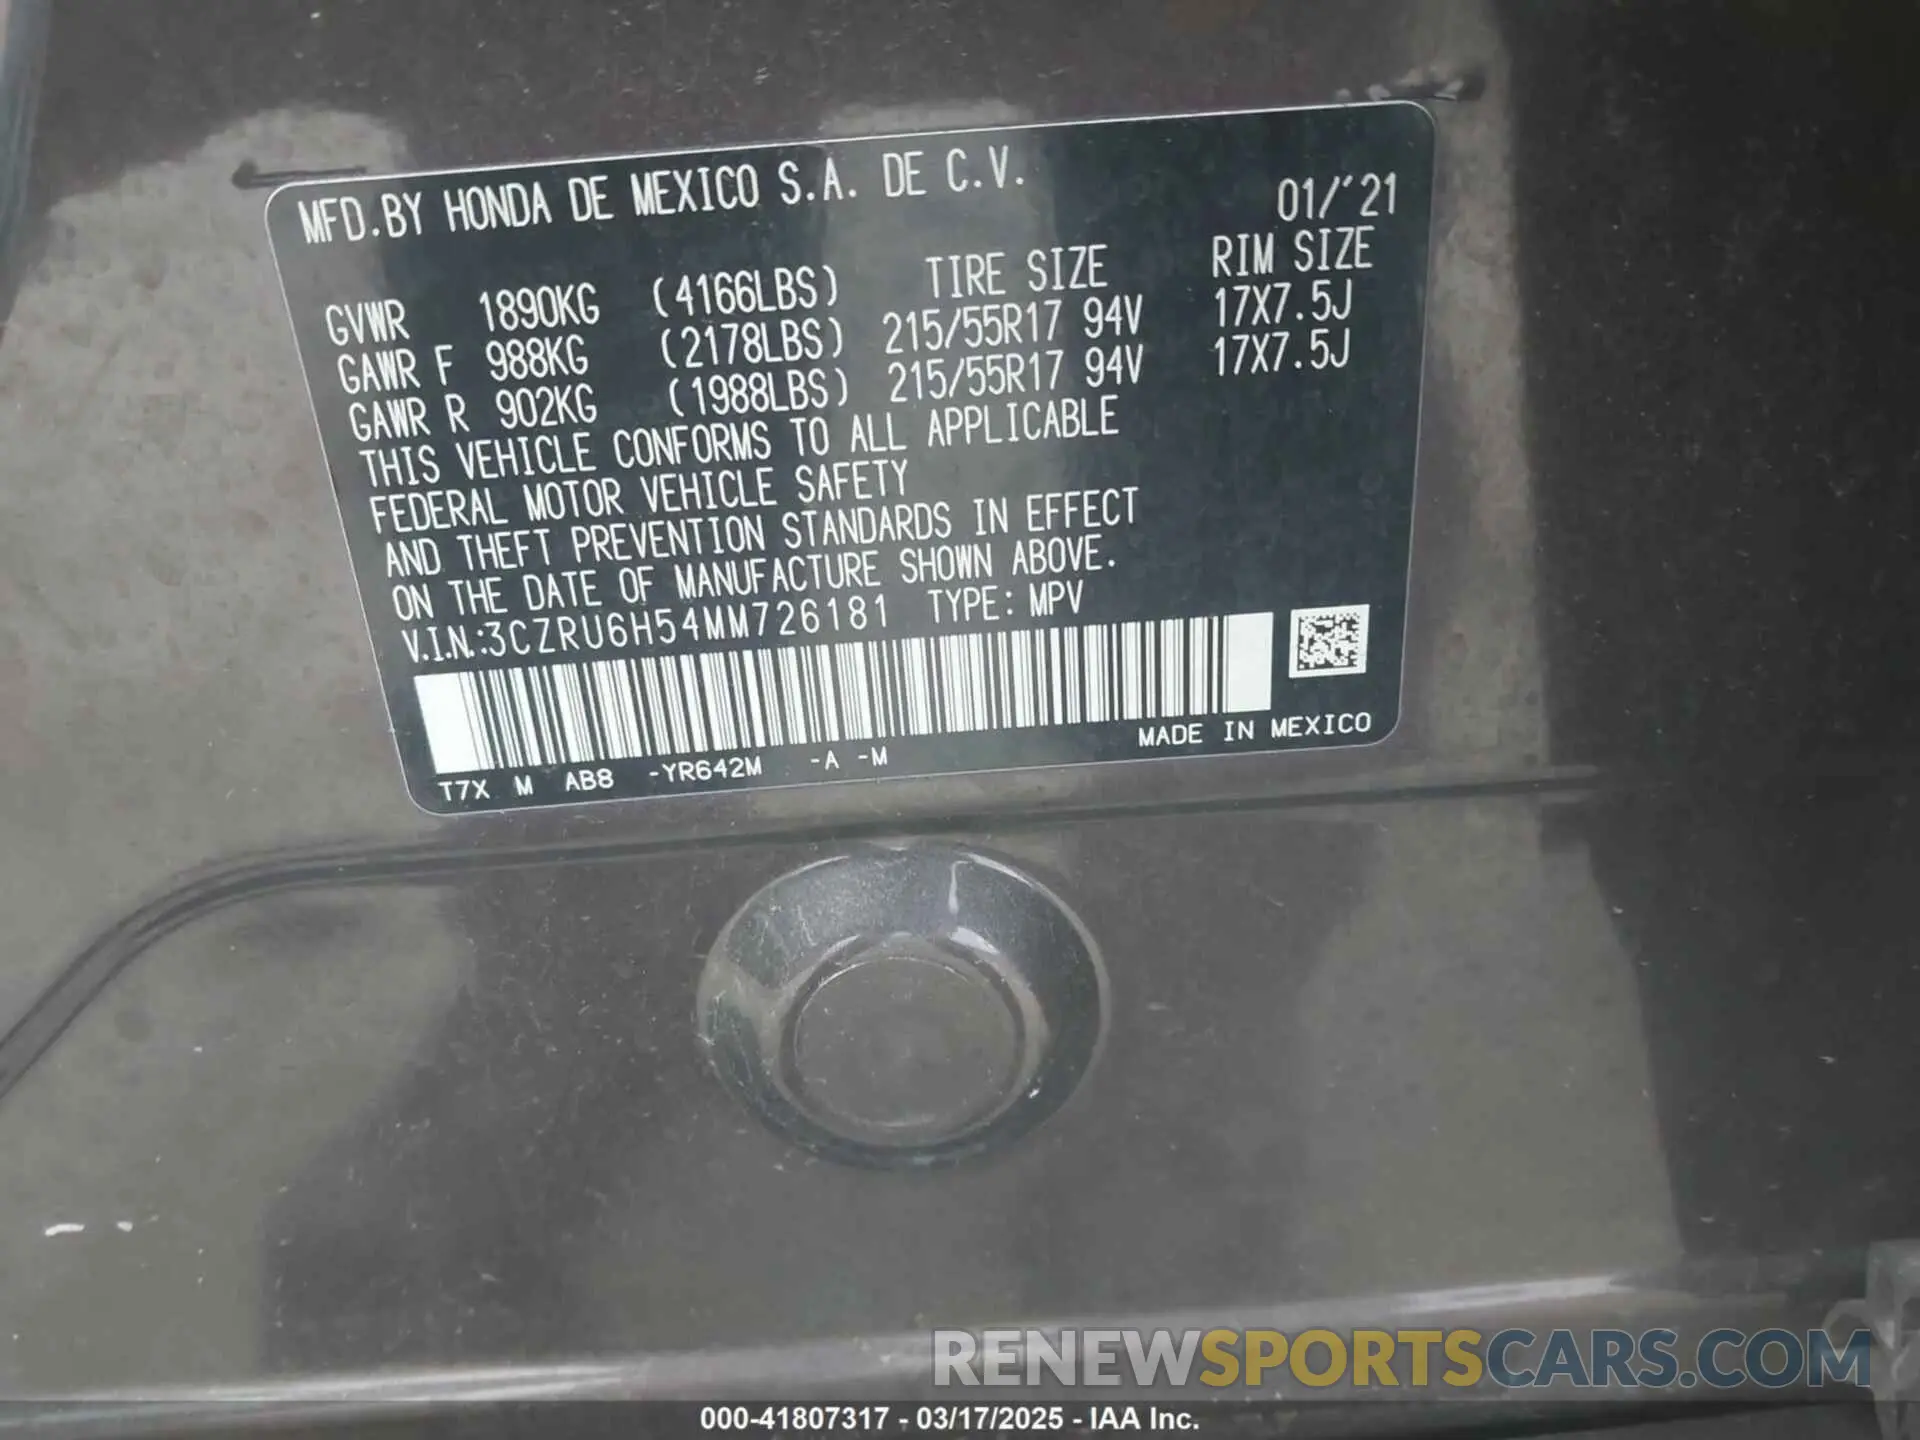 MFD.BY HONDA DE MEXICO S.A. DE C.V.
01/'21
TIRE SIZE RIM SIZE
GVWR 1890KG (4166LBS)
GAWR F 988KG (2178LBS) 215/55R17 94V 17X7.5J
GAWR R 902KG (1988LBS) 215/55R17 94V 17X7.5J
THIS VEHICLE CONFORMS TO ALL APPLICABLE
FEDERAL MOTOR VEHICLE SAFETY
AND THEFT PREVENTION STANDARDS IN EFFECT
ON THE DATE OF MANUFACTURE SHOWN ABOVE.
V.I.N.:3CZRU6H54MM726181 TYPE: MPV
MADE IN MEXICO
T7X M AB8 -YR642M -A -M
RENEWSPORTSCARS.COM
000-41807317 - 03/17/2025 - IAA Inc.